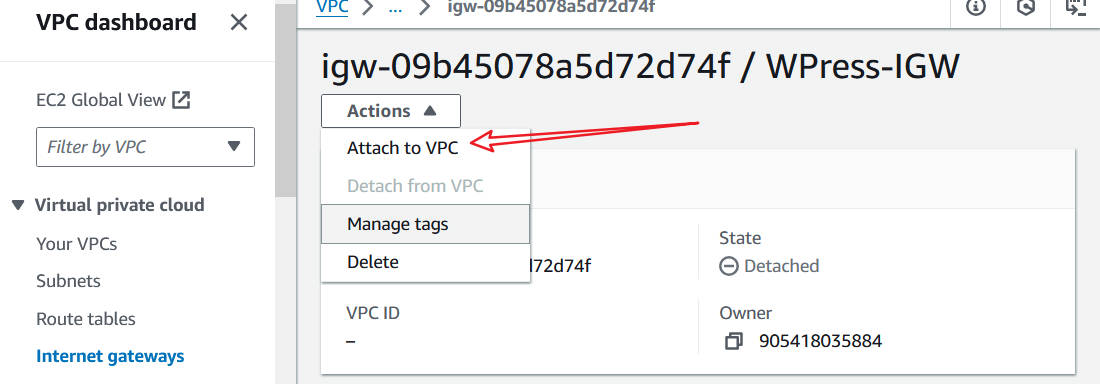 VPC dashboard
EC2 Global View
Filter by VPC
Virtual private cloud
Your VPCs
Subnets
Route tables
Internet gateways
VPC > ... > igw-09b45078a5d72d74f
igw-09b45078a5d72d74f / WPress-IGW
Actions
Attach to VPC
Detach from VPC
Manage tags
Delete
d72d74f
State
Detached
VPC ID
–
Owner
905418035884